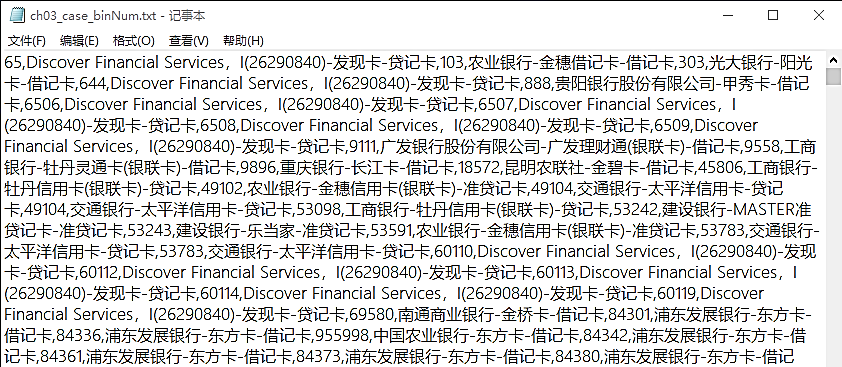 ch03_case_binNum.txt - 记事本
文件(F) 编辑(E) 格式(O) 查看(V) 帮助(H)
65,Discover Financial Services，I(26290840)-发现卡-贷记卡,103,农业银行-金穗借记卡-借记卡,303,光大银行-阳光
卡-借记卡,644,Discover Financial Services，I(26290840)-发现卡-贷记卡,888,贵阳银行股份有限公司-甲秀卡-借记
卡,6506,Discover Financial Services，I(26290840)-发现卡-贷记卡,6507,Discover Financial Services，I
(26290840)-发现卡-贷记卡,6508,Discover Financial Services，I(26290840)-发现卡-贷记卡,6509,Discover
Financial Services，I(26290840)-发现卡-贷记卡,9111,广发银行股份有限公司-广发理财通(银联卡)-借记卡,9558,工商
银行-牡丹灵通卡(银联卡)-借记卡,9896,重庆银行-长江卡-借记卡,18572,昆明农联社-金碧卡-借记卡,45806,工商银行-
牡丹信用卡(银联卡)-贷记卡,49102,农业银行-金穗信用卡(银联卡)-准贷记卡,49104,交通银行-太平洋信用卡-贷记
卡,49104,交通银行-太平洋信用卡-贷记卡,53098,工商银行-牡丹信用卡(银联卡)-贷记卡,53242,建设银行-MASTER准
贷记卡-准贷记卡,53243,建设银行-乐当家-准贷记卡,53591,农业银行-金穗信用卡(银联卡)-准贷记卡,53783,交通银行-
太平洋信用卡-贷记卡,53783,交通银行-太平洋信用卡-贷记卡,60110,Discover Financial Services，I(26290840)-发现
卡-贷记卡,60112,Discover Financial Services，I(26290840)-发现卡-贷记卡,60113,Discover Financial Services，I
(26290840)-发现卡-贷记卡,60114,Discover Financial Services，I(26290840)-发现卡-贷记卡,60119,Discover
Financial Services，I(26290840)-发现卡-贷记卡,69580,南通商业银行-金桥卡-借记卡,84301,浦东发展银行-东方卡-
借记卡,84336,浦东发展银行-东方卡-借记卡,955998,中国农业银行-东方卡-借记卡,84342,浦东发展银行-东方卡-借
记卡,84361,浦东发展银行-东方卡-借记卡,84373,浦东发展银行-东方卡-借记卡,84380,浦东发展银行-东方卡-借记